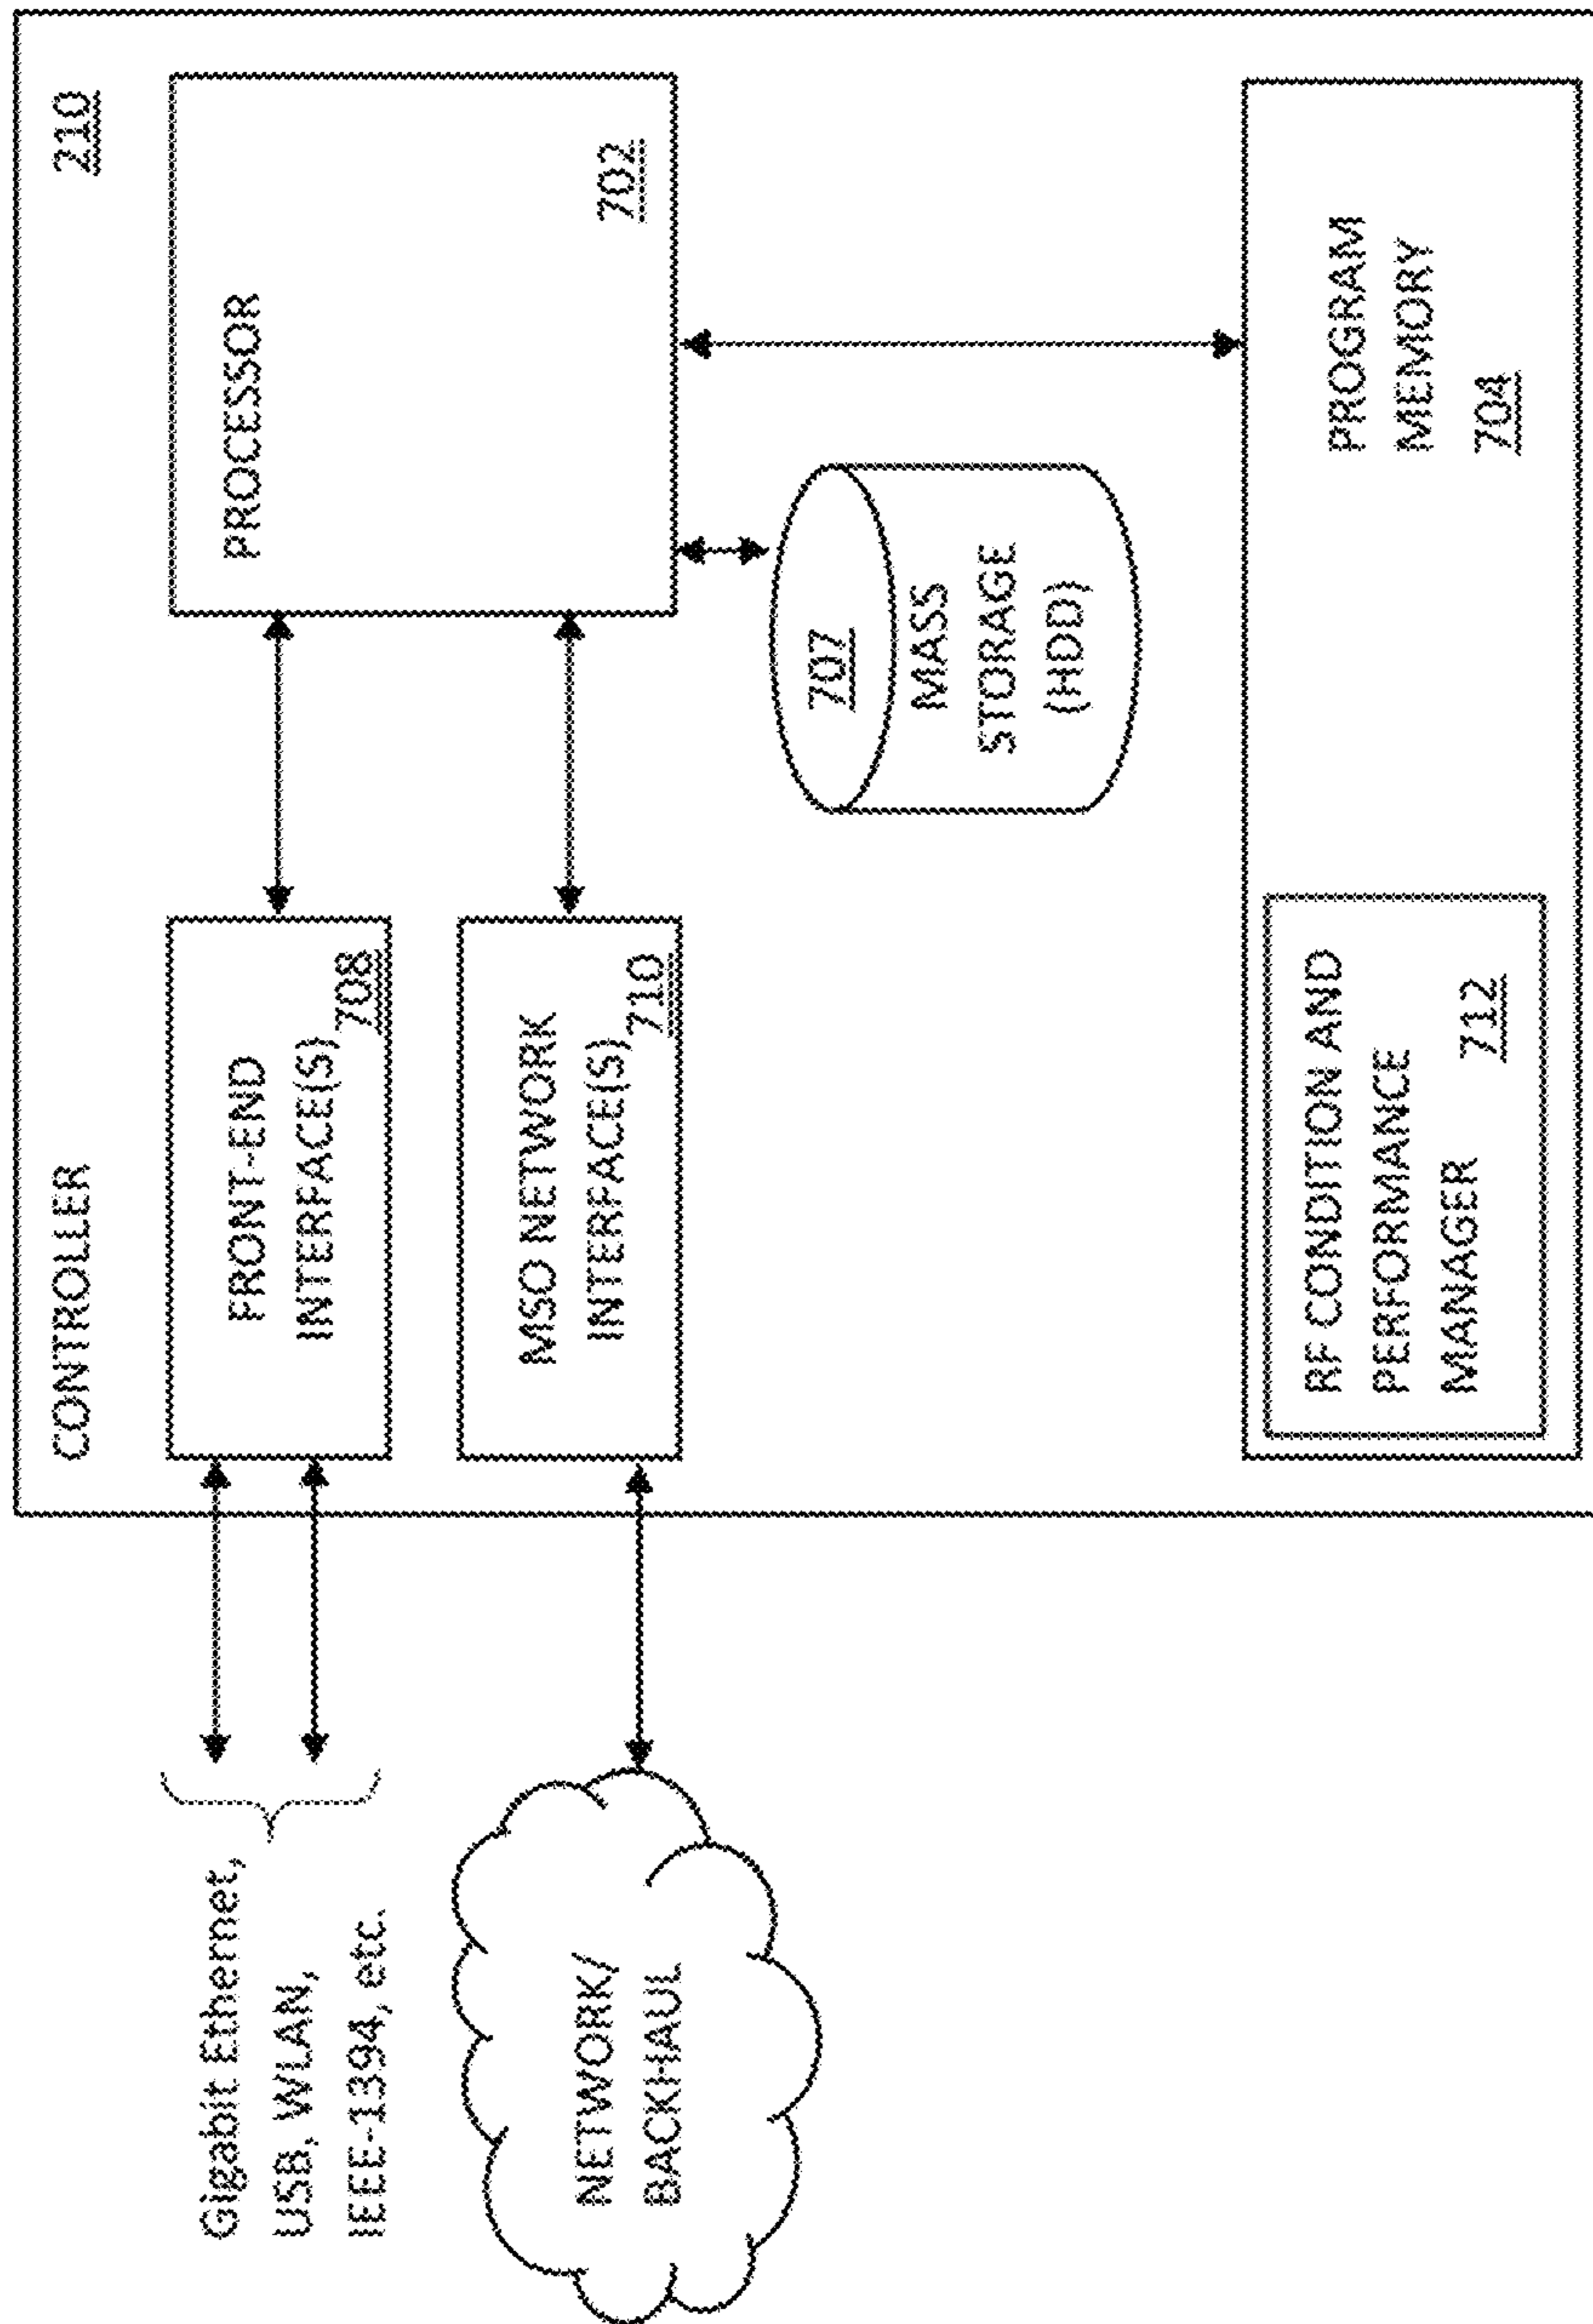 CONTROLLER
210
Gigabit Ethernet,
USB, WLAN,
IEEE-1394, etc.
FRONT-END
INTERFACE(S)
708
PROCESSOR
702
NETWORK/
BACKHAUL
MSO NETWORK
INTERFACE(S)
710
707
MASS
STORAGE
(HDD)
RF CONDITION AND
PERFORMANCE
MANAGER
712
PROGRAM
MEMORY
704